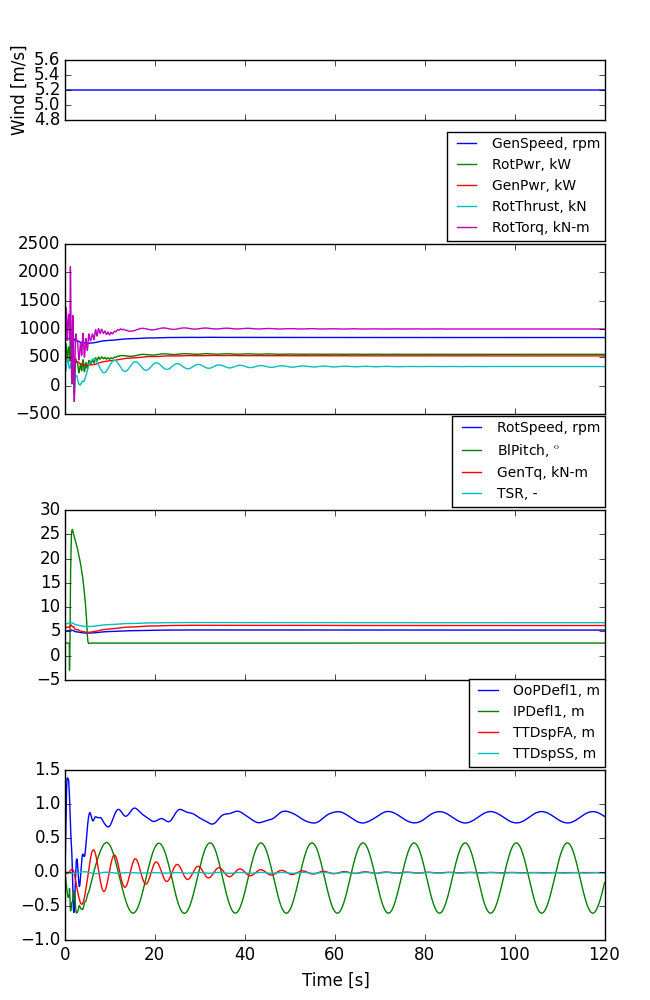 Wind [m/s]
5.6
5.4
5.2
5.0
4.8
GenSpeed, rpm
RotPwr, kW
GenPwr, kW
RotThrust, kN
RotTorq, kN-m
2500
2000
1500
1000
500
0
−500
RotSpeed, rpm
BlPitch, °
GenTq, kN-m
TSR, -
30
25
20
15
10
5
0
−5
OoPDefl1, m
IPDefl1, m
TTDspFA, m
TTDspSS, m
1.5
1.0
0.5
0.0
−0.5
−1.0
0 20 40 60 80 100 120
Time [s]